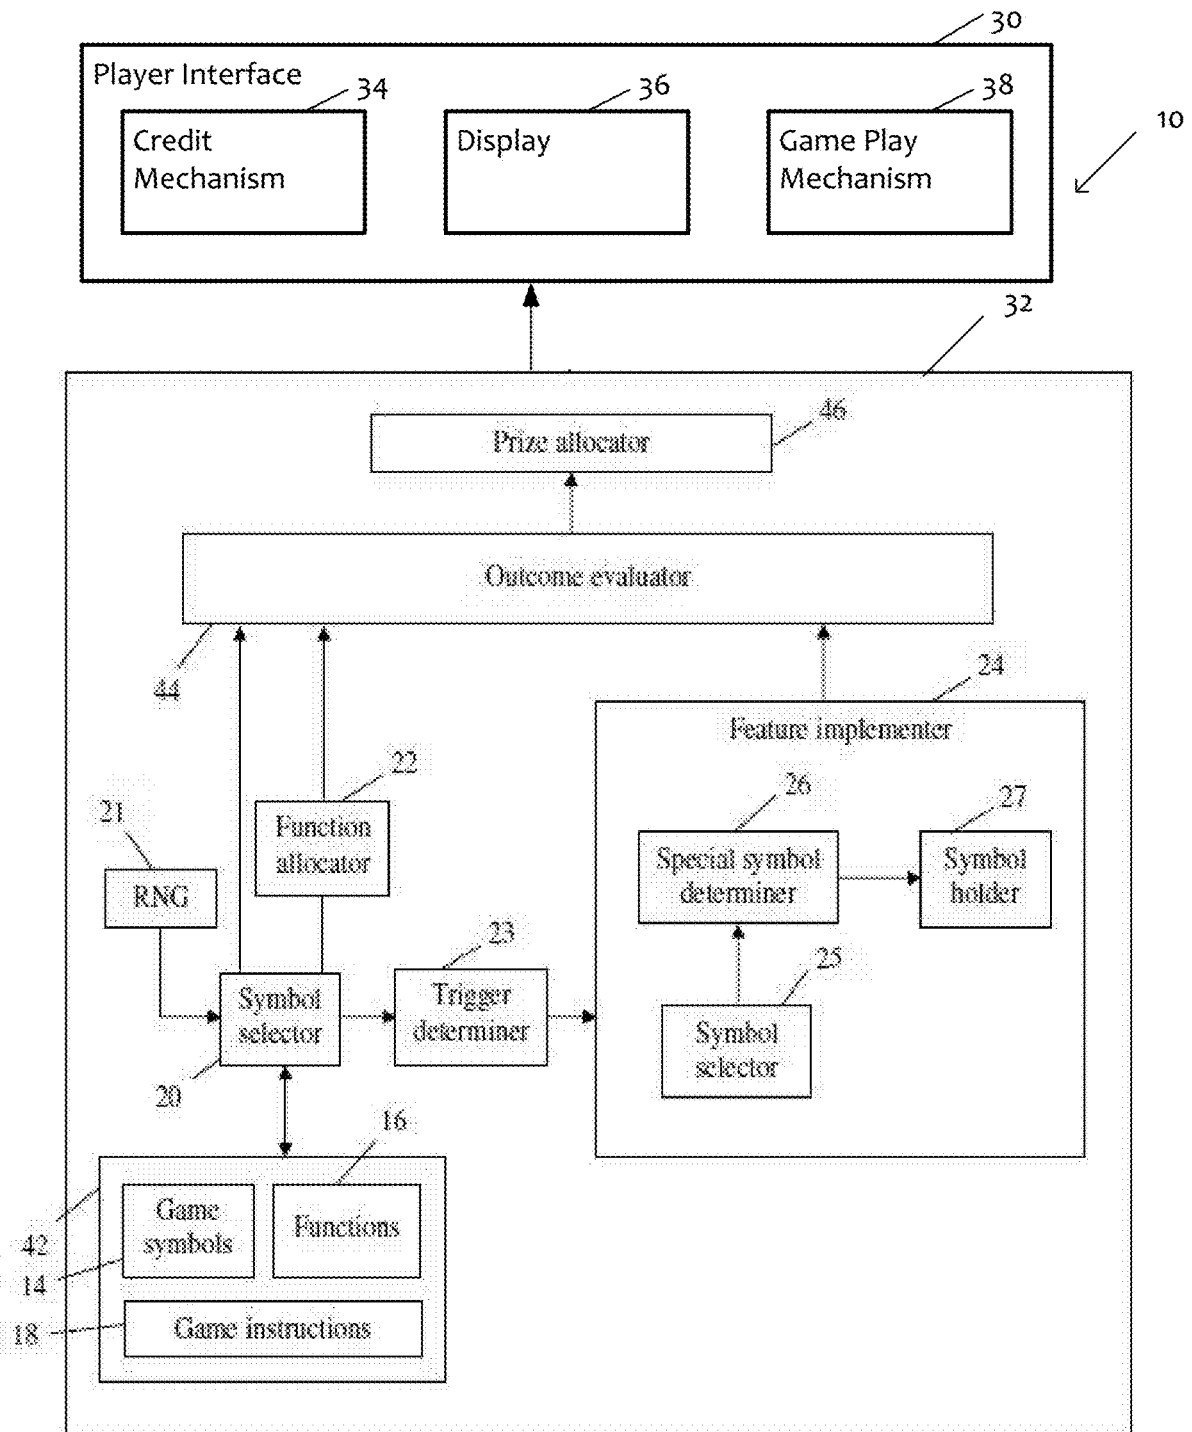 30
Player Interface
34
36
38
Credit
Mechanism
Display
Game Play
Mechanism
10
32
46
Prize allocator
Outcome evaluator
44
24
Feature implementer
22
21
Function
allocator
26
27
RNG
Special symbol
determiner
Symbol
holder
23
25
Symbol
selector
Trigger
determiner
Symbol
selector
20
16
Game
symbols
Functions
42
14
18
Game instructions